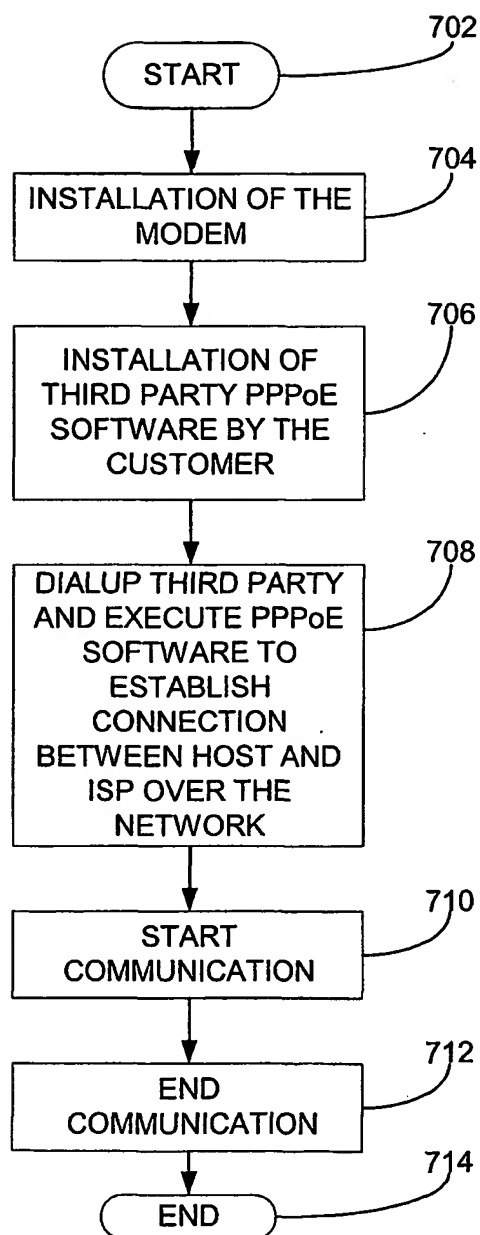 702
START
704
INSTALLATION OF THE
MODEM
706
INSTALLATION OF
THIRD PARTY PPPoE
SOFTWARE BY THE
CUSTOMER
708
DIALUP THIRD PARTY
AND EXECUTE PPPoE
SOFTWARE TO
ESTABLISH
CONNECTION
BETWEEN HOST AND
ISP OVER THE
NETWORK
710
START
COMMUNICATION
712
END
COMMUNICATION
714
END